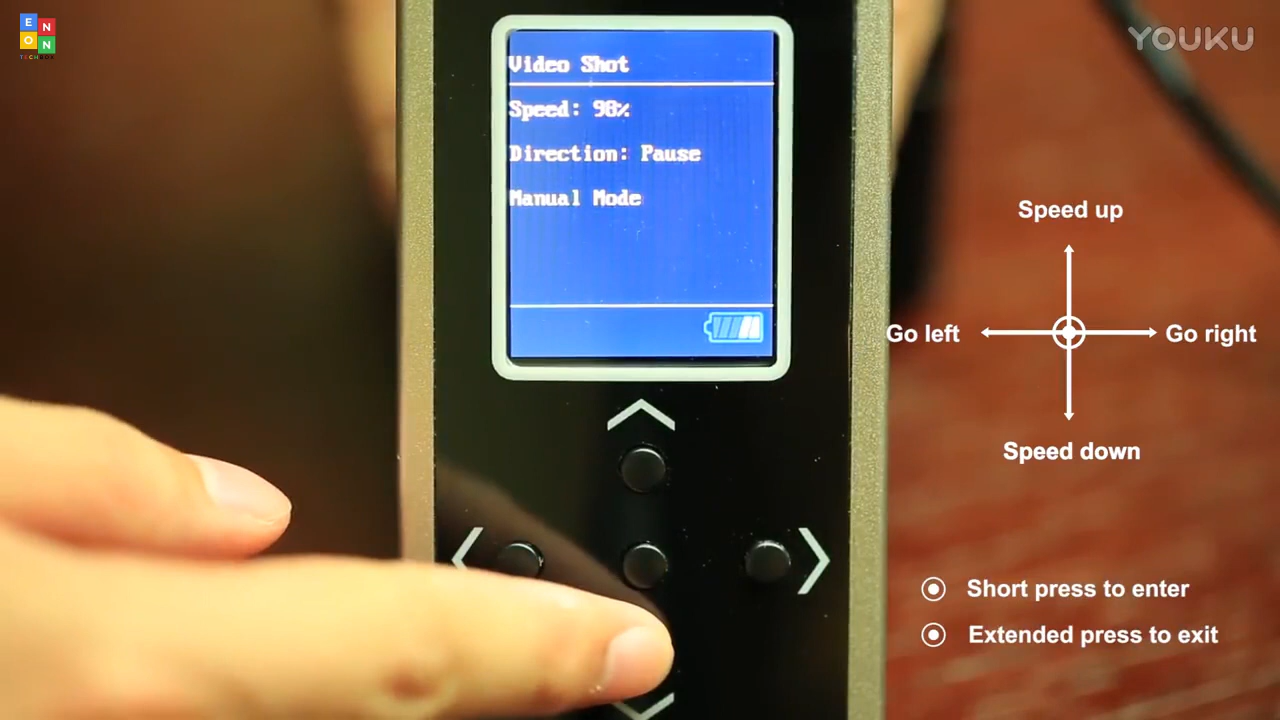 E N
O N
TECHBOX
YOUKU
Video Shot
Speed: 98%
Direction: Pause
Manual Mode
Speed up
Go left
Go right
Speed down
Short press to enter
Extended press to exit